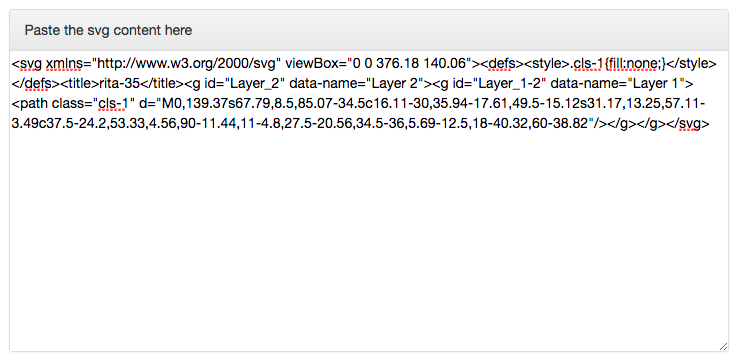 Paste the svg content here
<svg xmlns="http://www.w3.org/2000/svg" viewBox="0 0 376.18 140.06"><defs><style>.cls-1{fill:none;}</style>
</defs><title>rita-35</title><g id="Layer_2" data-name="Layer 2"><g id="Layer_1-2" data-name="Layer 1">
<path class="cls-1" d="M0,139.37s67.79,8.5,85.07-34.5c16.11-30,35.94-17.61,49.5-15.12s31.17,13.25,57.11-
3.49c37.5-24.2,53.33,4.56,90-11.44,11-4.8,27.5-20.56,34.5-36,5.69-12.5,18-40.32,60-38.82"/></g></g></svg>